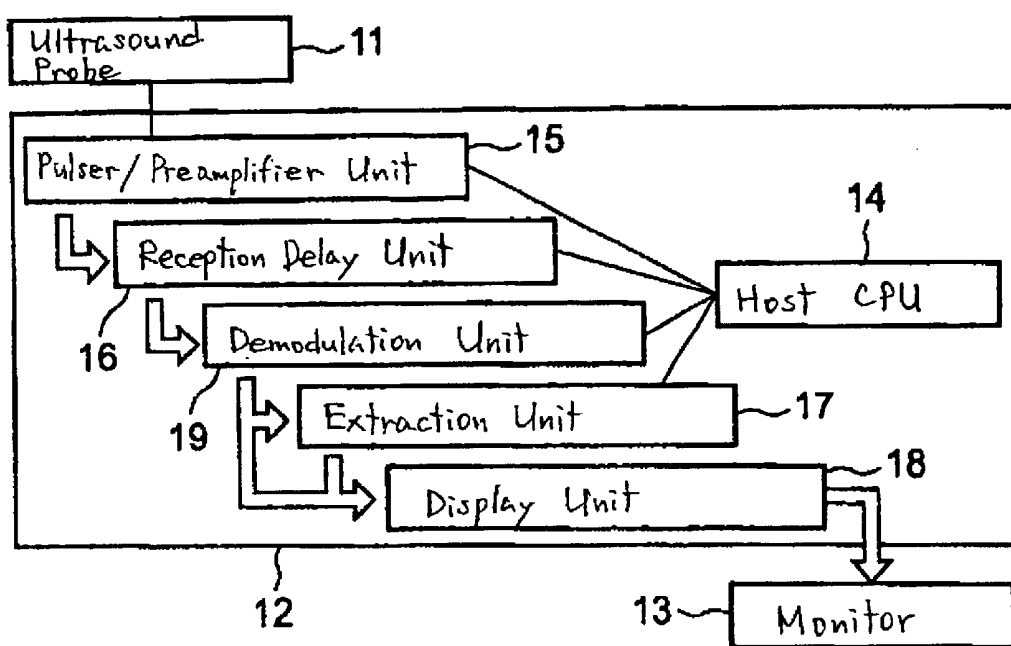 Ultrasound
Probe
11
Pulser/Preamplifier Unit
15
Reception Delay Unit
16
14
Host CPU
Demodulation Unit
19
Extraction Unit
17
Display Unit
18
12
13
Monitor